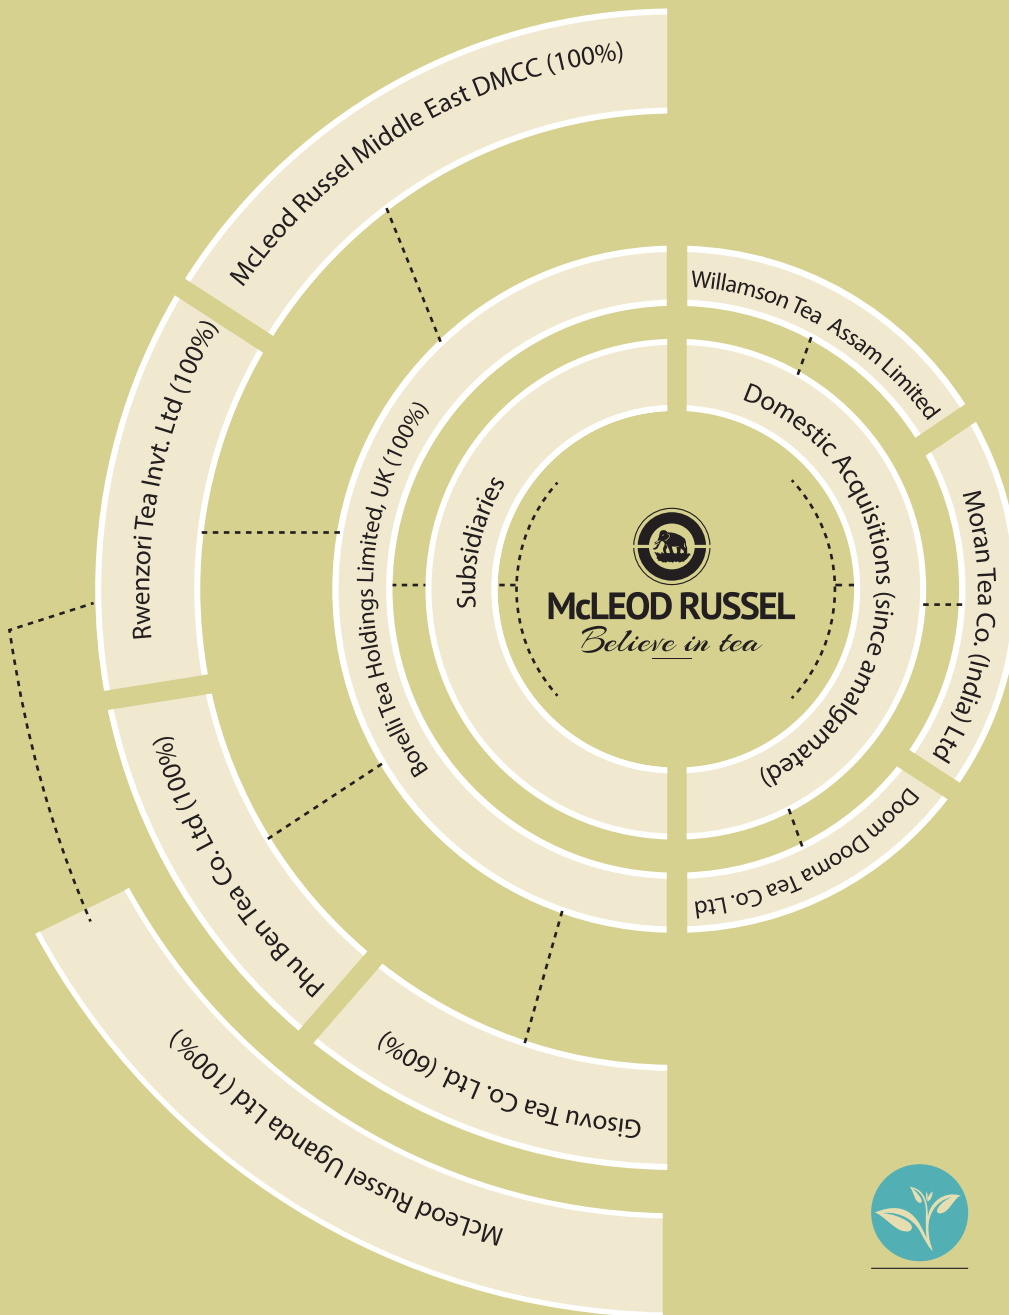 McLeod Russel Middle East DMCC (100%)
Rwenzori Tea Invt. Ltd (100%)
Phu Ben Tea Co. Ltd (100%)
Gisovu Tea Co. Ltd. (60%)
McLeod Russel Uganda Ltd (100%)
Borelli Tea Holdings Limited, UK (100%)
Subsidiaries
McLEOD RUSSEL
Believe in tea
Domestic Acquisitions (since amalgamated)
Willamson Tea Assam Limited
Moran Tea Co. (India) Ltd
Doom Dooma Tea Co. Ltd